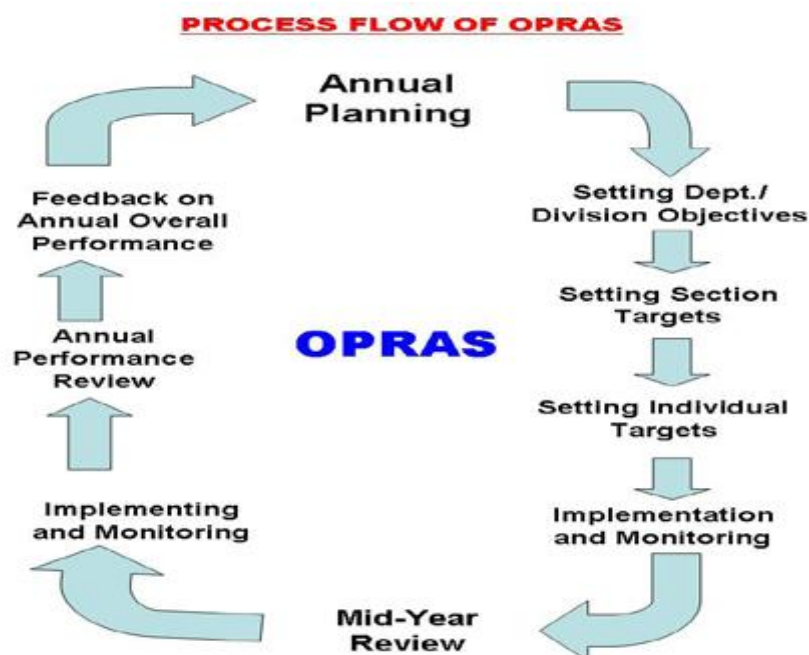 PROCESS FLOW OF OPRAS
Annual
Planning
Setting Dept./
Division Objectives
Setting Section
Targets
Setting Individual
Targets
Implementation
and Monitoring
Mid-Year
Review
Implementing
and Monitoring
Annual
Performance
Review
Feedback on
Annual Overall
Performance
OPRAS